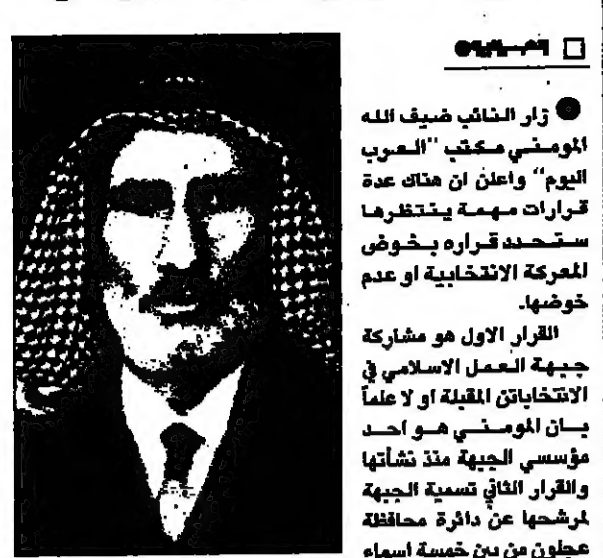 زار النائب ضيف الله
المومني مكتب "العرب
اليوم" واعلن ان هناك عدة
قرارات مهمة ينتظرها
ستحدد قراره بخوض
المعركة الانتخابية او عدم
خوضها.
القرار الاول هو مشاركة
جبهة العمل الاسلامي في
الانتخاباتن المقبلة او لا علماً
بان المومني هو احد
مؤسسي الجبهة منذ نشأتها
والقرار الثاني تسمية الجبهة
لمرشحها عن دائرة محافظة
عجلون من بين خمسة اسماء